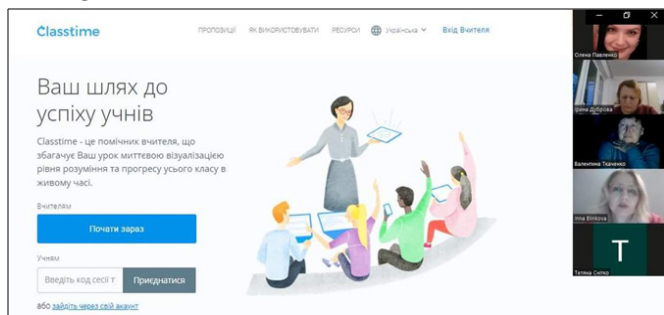 Classtime
ПРОПОЗИЦІЇ ЯК ВИКОРИСТОВУВАТИ РЕСУРСИ Українська Вхід Вчителя
Ваш шлях до
успіху учнів
Classtime - це помічник вчителя, що
збагачує Ваш урок миттєвою візуалізацією
рівня розуміння та прогресу усього класу в
живому часі.
Вчителям
Почати зараз
Учням
Введіть код сесії т Приєднатися
або зайдіть через свій акаунт
Олена Павленко
Ірина Дуброва
Валентина Ткаченко
Inna Blinkova
T
Тетяна Снітко